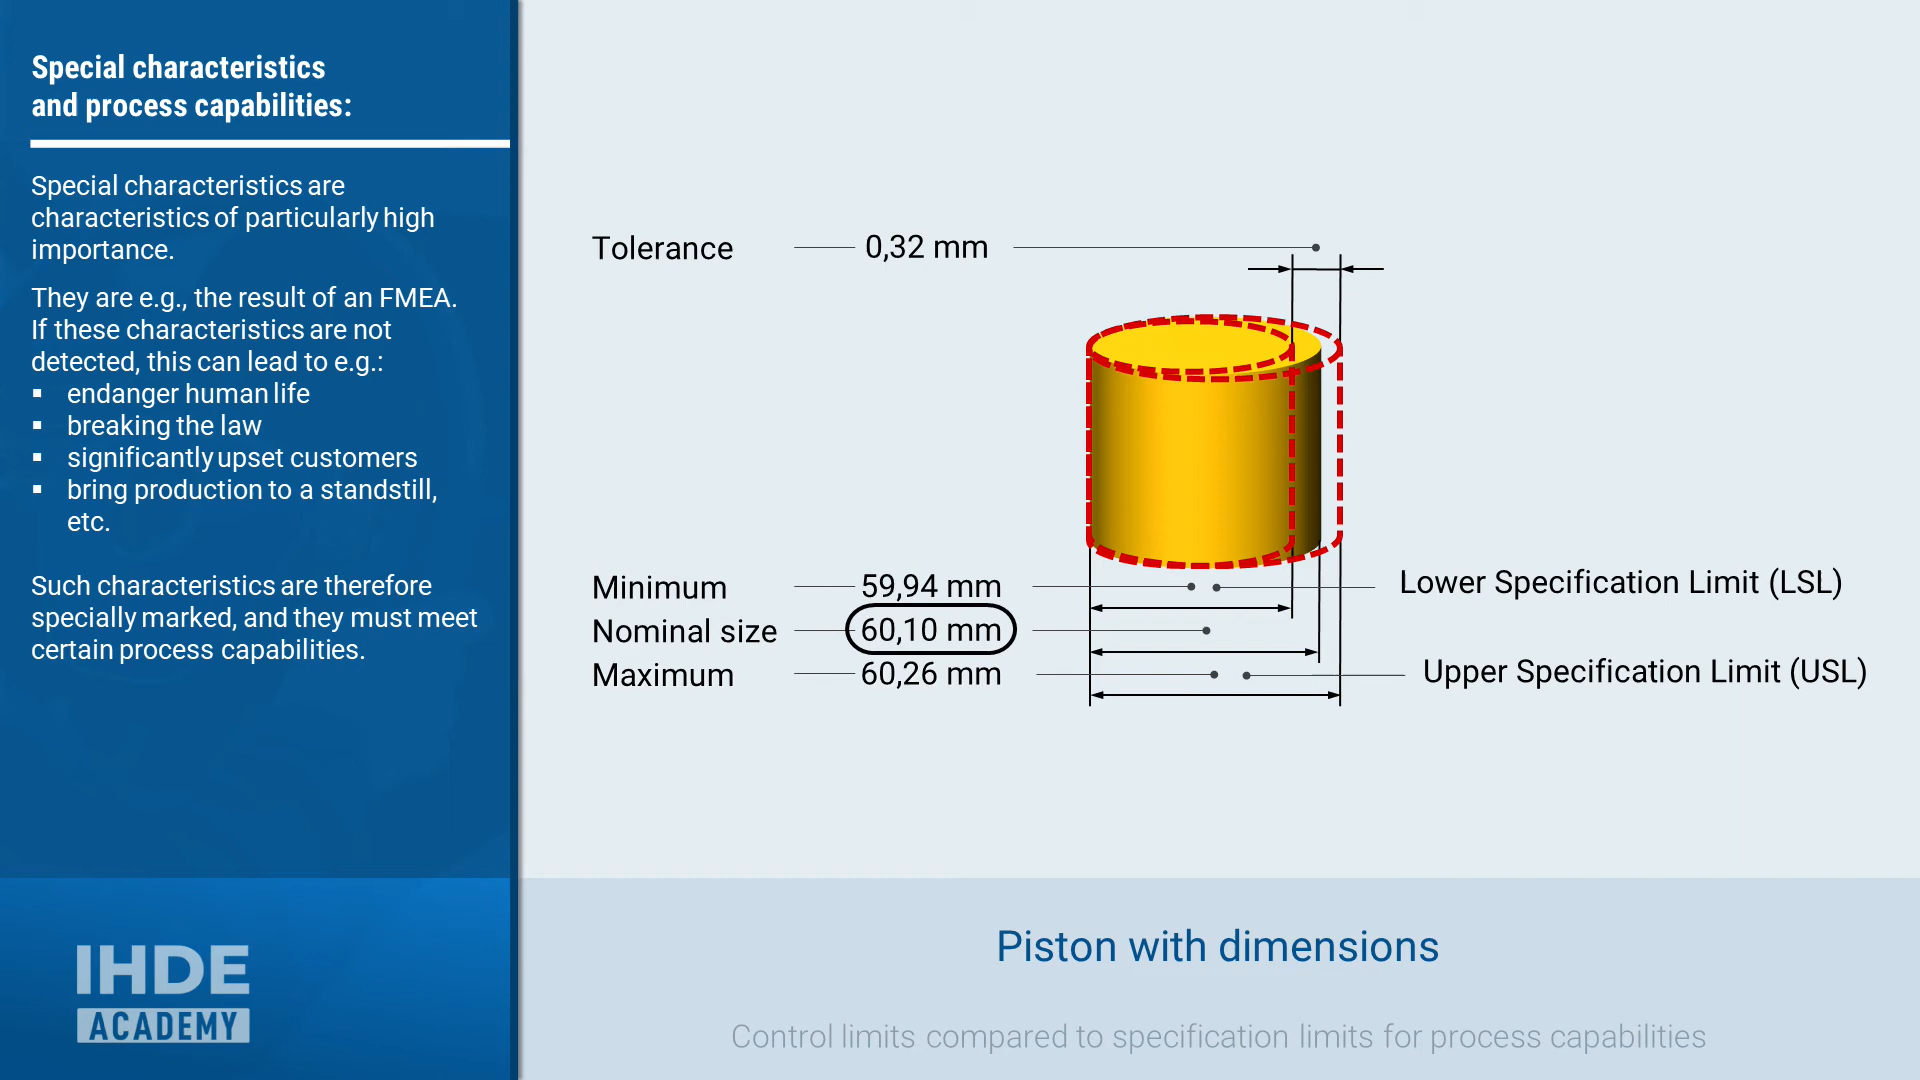 Special characteristics
and process capabilities:
Special characteristics are
characteristics of particularly high
importance.
They are e.g., the result of an FMEA.
If these characteristics are not
detected, this can lead to e.g.:
▪ endanger human life
▪ breaking the law
▪ significantly upset customers
▪ bring production to a standstill,
etc.
Such characteristics are therefore
specially marked, and they must meet
certain process capabilities.
IHDE
ACADEMY
Tolerance 0,32 mm
Minimum 59,94 mm Lower Specification Limit (LSL)
Nominal size 60,10 mm
Maximum 60,26 mm Upper Specification Limit (USL)
Piston with dimensions
Control limits compared to specification limits for process capabilities